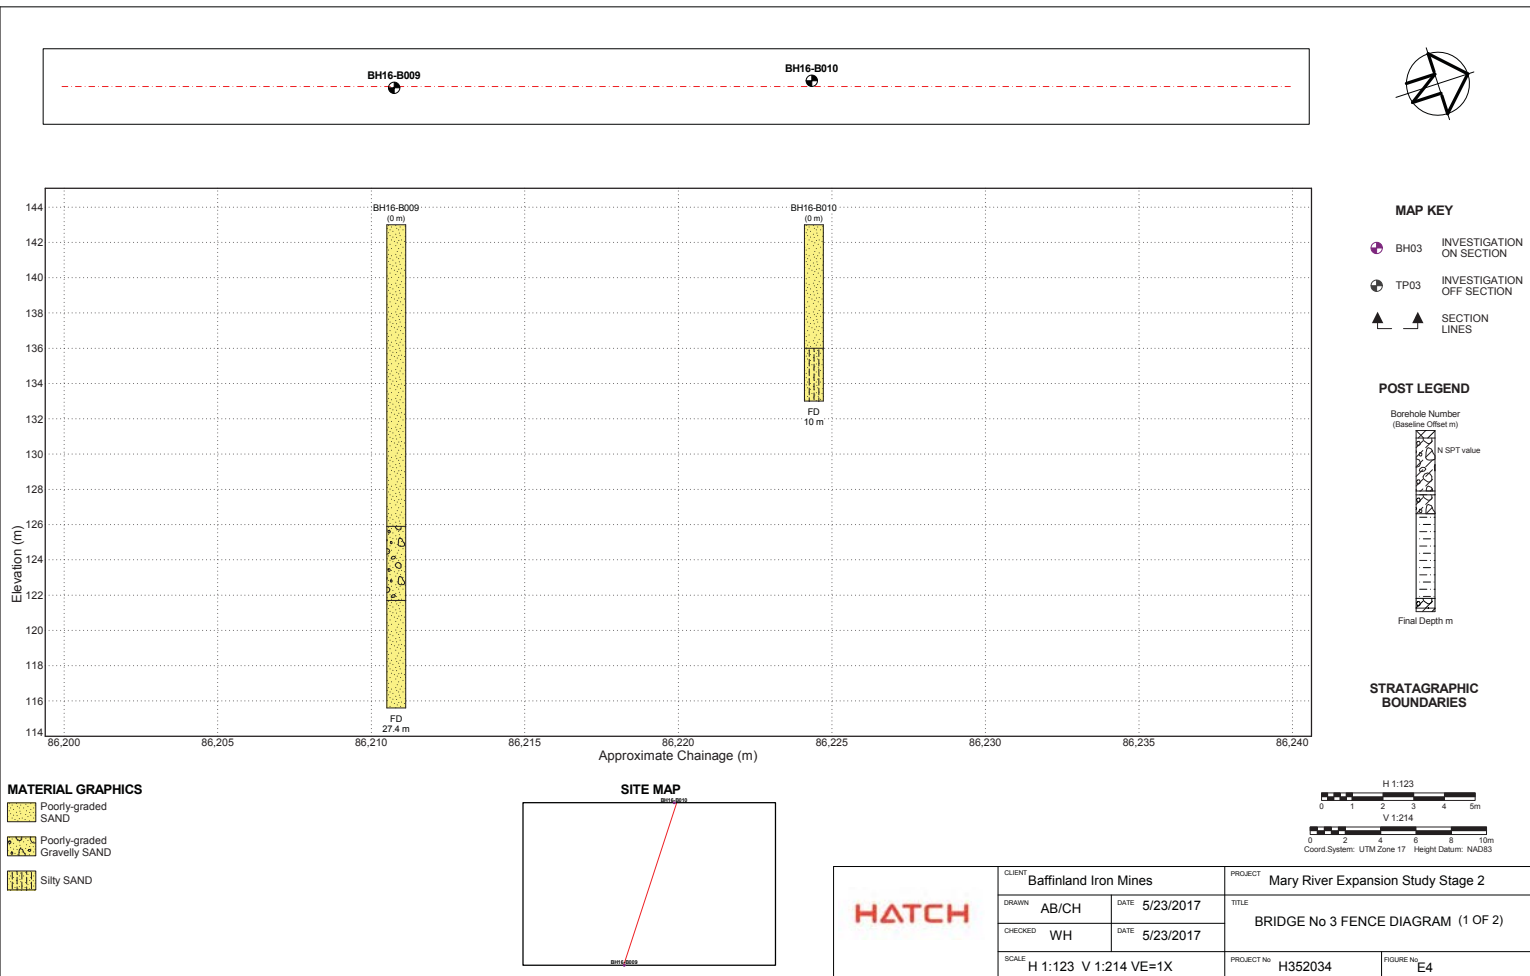 BH16-B009
BH16-B010
N
144
142
140
138
136
134
132
130
128
126
124
122
120
118
116
114
Elevation (m)
BH16-B009
(0 m)
FD
27.4 m
BH16-B010
(0 m)
FD
10 m
86,200
86,205
86,210
86,215
86,220
86,225
86,230
86,235
86,240
Approximate Chainage (m)
MAP KEY
BH03 INVESTIGATION
ON SECTION
TP03 INVESTIGATION
OFF SECTION
SECTION
LINES
POST LEGEND
Borehole Number
(Baseline Offset m)
N SPT value
Final Depth m
STRATAGRAPHIC
BOUNDARIES
MATERIAL GRAPHICS
Poorly-graded
SAND
Poorly-graded
Gravelly SAND
Silty SAND
SITE MAP
BH16-B010
BH16-B009
H 1:123
0 1 2 3 4 5m
V 1:214
0 2 4 6 8 10m
Coord.System: UTM Zone 17 Height Datum: NAD83
HATCH
CLIENT Baffinland Iron Mines
PROJECT Mary River Expansion Study Stage 2
DRAWN AB/CH DATE 5/23/2017
TITLE BRIDGE No 3 FENCE DIAGRAM (1 OF 2)
CHECKED WH DATE 5/23/2017
SCALE H 1:123 V 1:214 VE=1X
PROJECT No H352034
FIGURE No E4